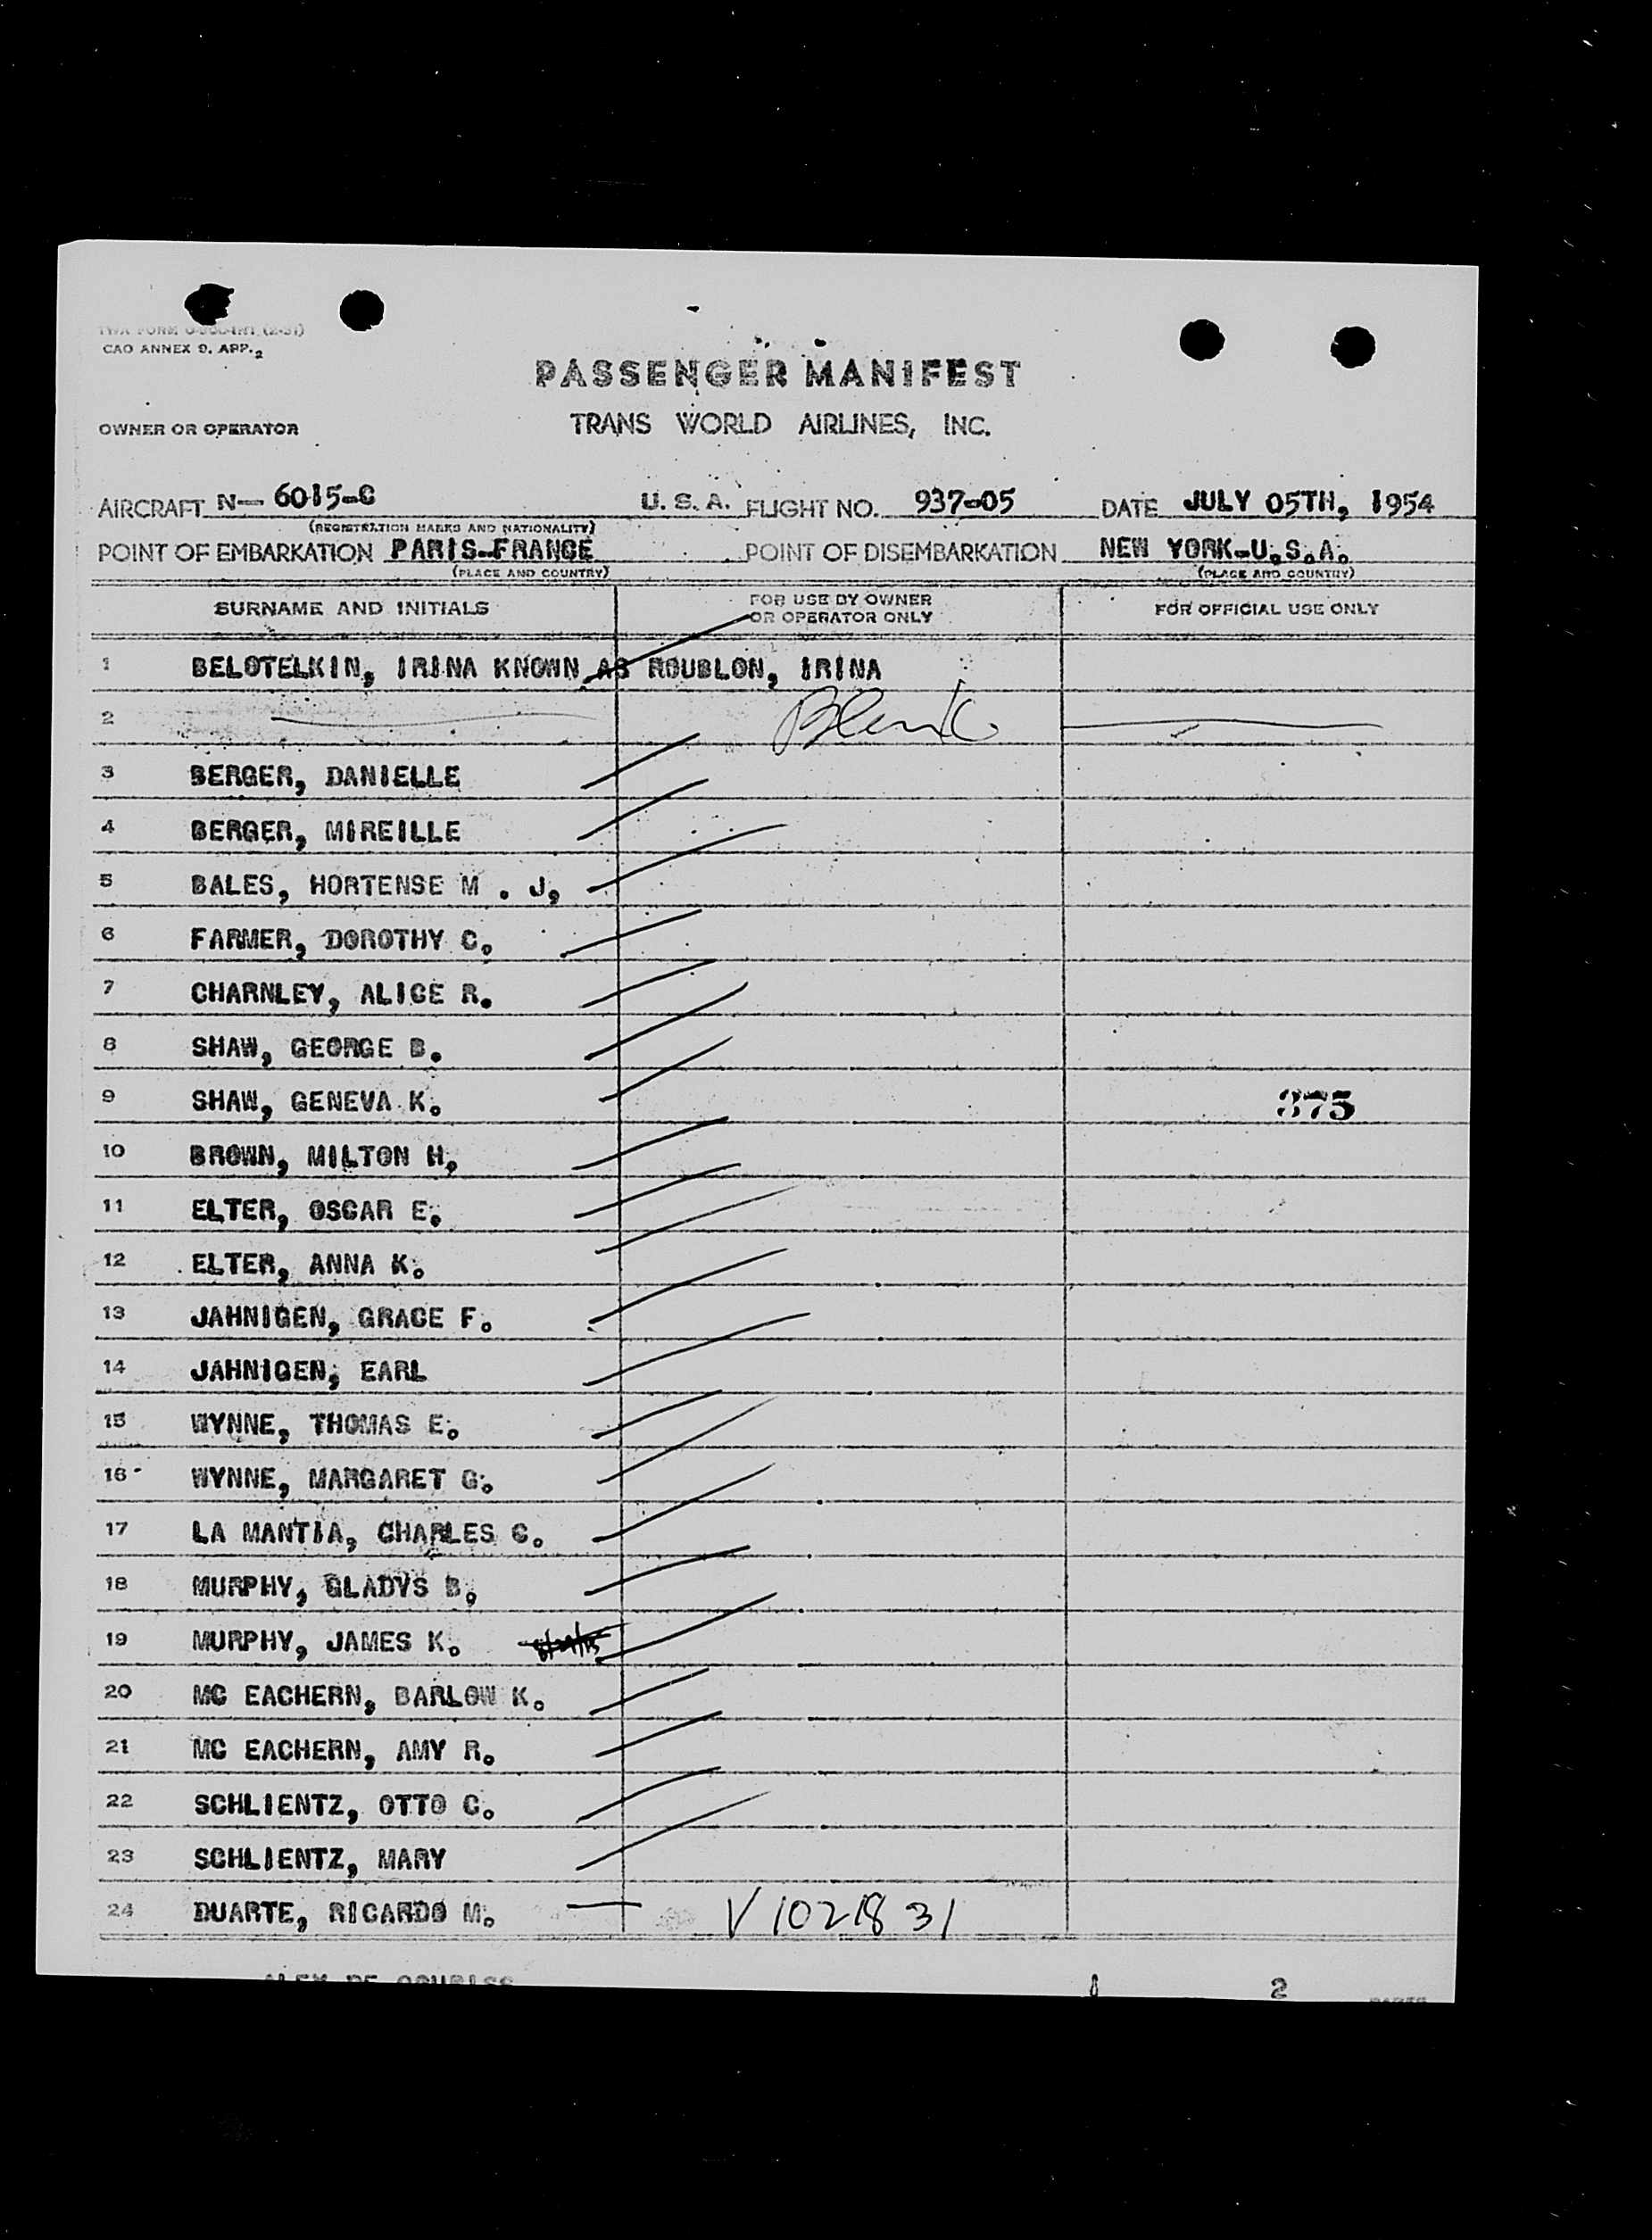 CAO ANNEX 9, APP. 2
PASSENGER MANIFEST
OWNER OR OPERATOR TRANS WORLD AIRLINES, INC.
AIRCRAFT N— 6015-C U. S. A. FLIGHT NO. 937-05 DATE JULY 05TH, 1954
(REGISTRATION MARKS AND NATIONALITY)
POINT OF EMBARKATION PARIS-FRANCE POINT OF DISEMBARKATION NEW YORK-U.S.A.
(PLACE AND COUNTRY) (PLACE AND COUNTRY)
SURNAME AND INITIALS FOR USE BY OWNER OR OPERATOR ONLY FOR OFFICIAL USE ONLY
1 BELOTELKIN, IRINA KNOWN AS ROUBLON, IRINA
2 Blank
3 BERGER, DANIELLE
4 BERGER, MIREILLE
5 BALES, HORTENSE M . J,
6 FARMER, DOROTHY C.
7 CHARNLEY, ALICE R.
8 SHAW, GEORGE B.
9 SHAW, GENEVA K. 375
10 BROWN, MILTON H,
11 ELTER, OSCAR E.
12 ELTER, ANNA K.
13 JAHNIGEN, GRACE F.
14 JAHNIGEN, EARL
15 WYNNE, THOMAS E.
16 WYNNE, MARGARET G.
17 LA MANTIA, CHARLES C.
18 MURPHY, GLADYS B.
19 MURPHY, JAMES K.
20 MC EACHERN, BARLOW K.
21 MC EACHERN, AMY R.
22 SCHLIENTZ, OTTO C.
23 SCHLIENTZ, MARY
24 DUARTE, RICARDO M. V 1021831
2